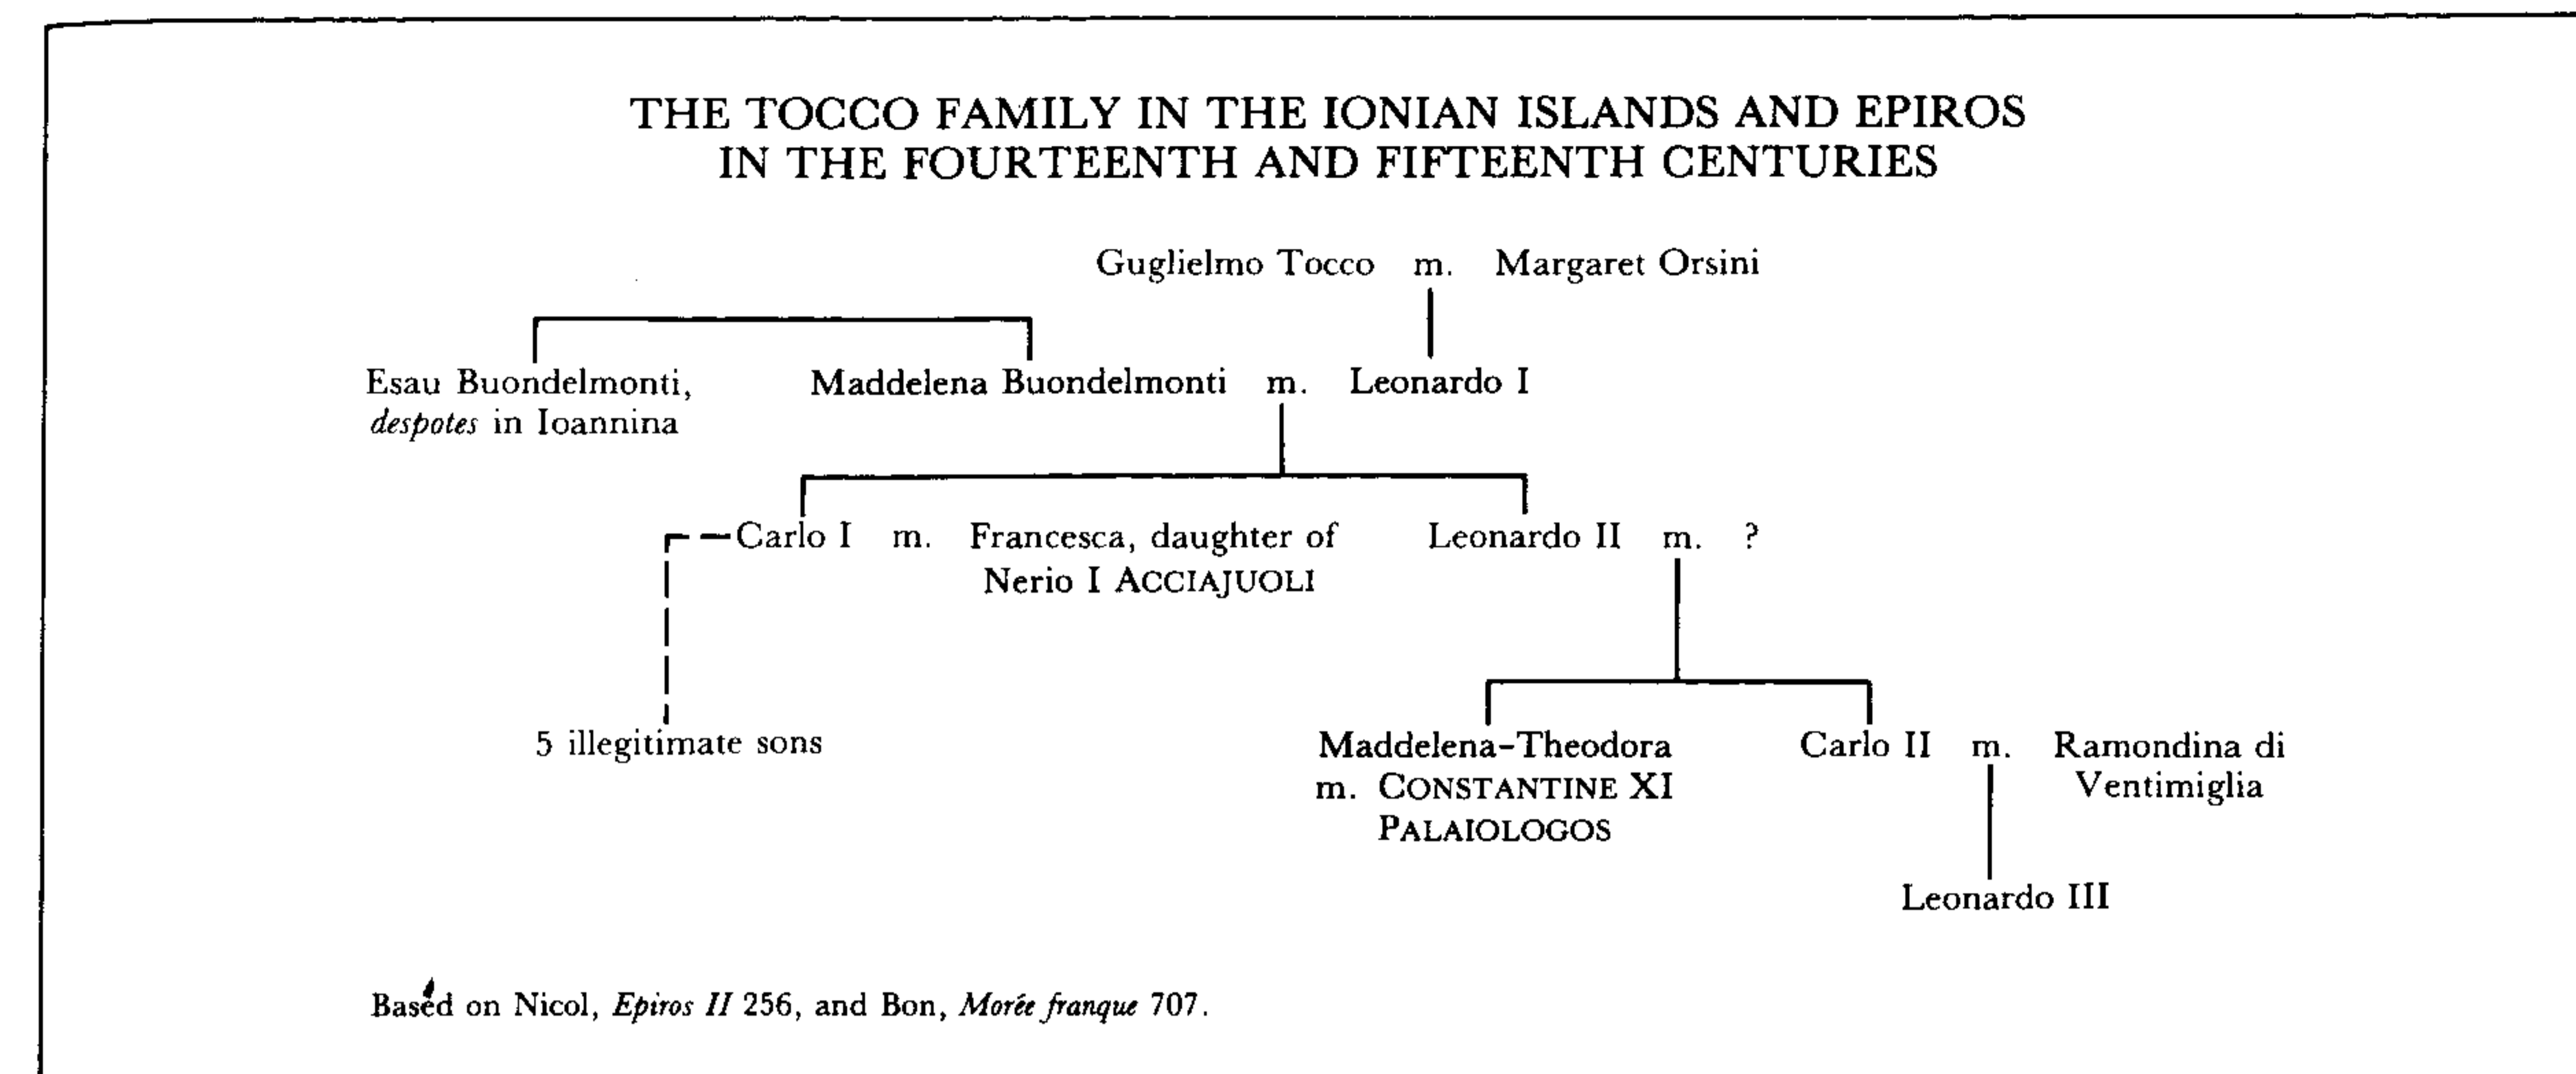 THE TOCCO FAMILY IN THE IONIAN ISLANDS AND EPIROS
IN THE FOURTEENTH AND FIFTEENTH CENTURIES
Guglielmo Tocco m. Margaret Orsini
Esau Buondelmonti,
despotes in Ioannina
Maddelena Buondelmonti m. Leonardo I
Carlo I m. Francesca, daughter of
Nerio I ACCIAJUOLI
Leonardo II m. ?
5 illegitimate sons
Maddelena-Theodora
m. CONSTANTINE XI
PALAIOLOGOS
Carlo II m. Ramondina di
Ventimiglia
Leonardo III
Based on Nicol, Epiros II 256, and Bon, Morée franque 707.